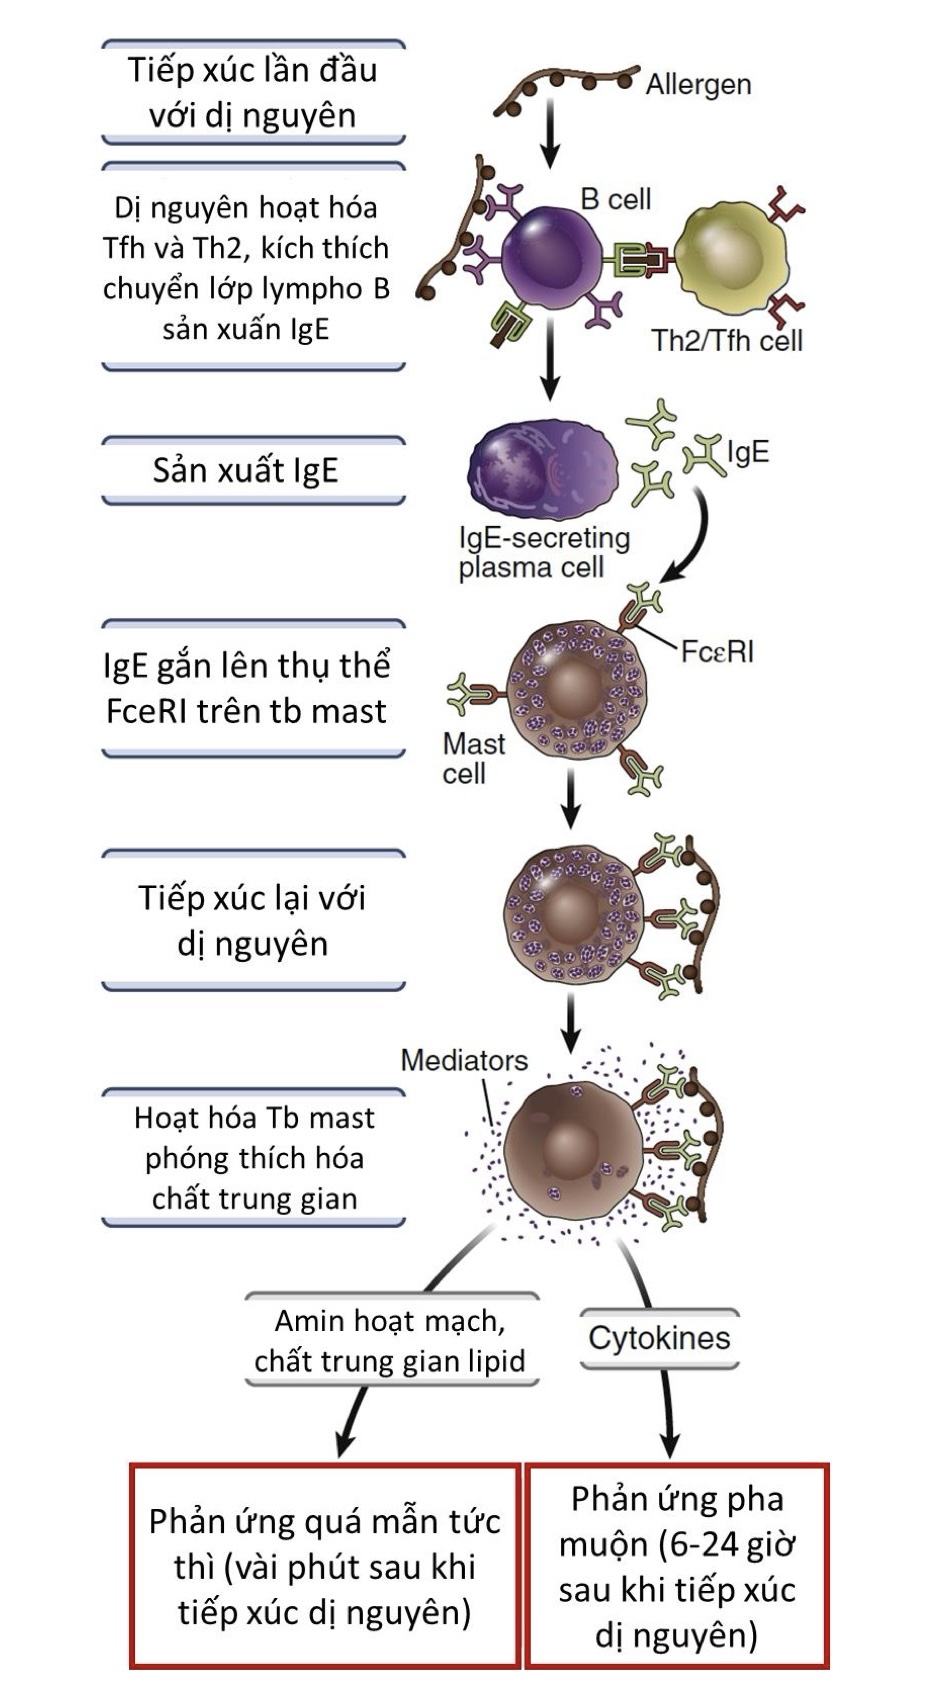 Tiếp xúc lần đầu
với dị nguyên
Allergen
Dị nguyên hoạt hóa
Tfh và Th2, kích thích
chuyển lớp lympho B
sản xuấn IgE
B cell
Th2/Tfh cell
Sản xuất IgE
IgE
IgE-secreting
plasma cell
IgE gắn lên thụ thể
FceRI trên tb mast
FcεRI
Mast
cell
Tiếp xúc lại với
dị nguyên
Mediators
Hoạt hóa Tb mast
phóng thích hóa
chất trung gian
Amin hoạt mạch,
chất trung gian lipid
Cytokines
Phản ứng quá mẫn tức
thì (vài phút sau khi
tiếp xúc dị nguyên)
Phản ứng pha
muộn (6-24 giờ
sau khi tiếp xúc
dị nguyên)